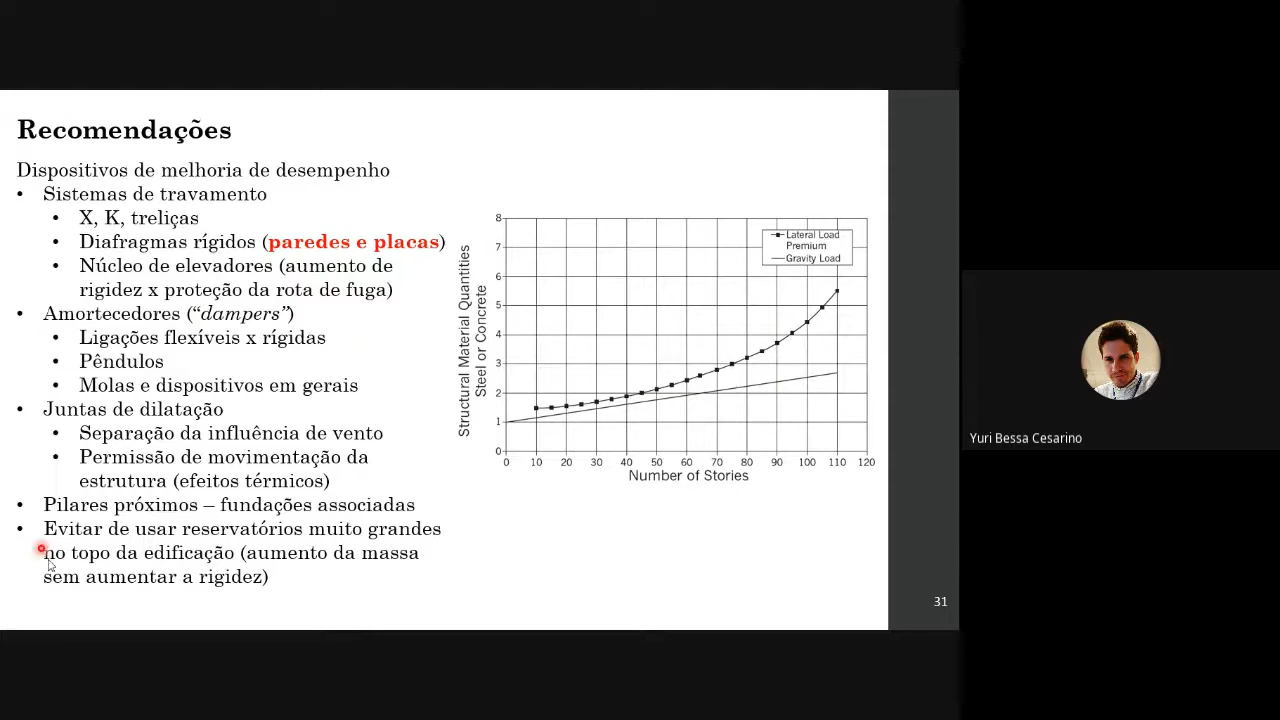 Recomendações
Dispositivos de melhoria de desempenho
• Sistemas de travamento
• X, K, treliças
• Diafragmas rígidos (paredes e placas)
• Núcleo de elevadores (aumento de
rigidez x proteção da rota de fuga)
• Amortecedores (“dampers”)
• Ligações flexíveis x rígidas
• Pêndulos
• Molas e dispositivos em gerais
• Juntas de dilatação
• Separação da influência de vento
• Permissão de movimentação da
estrutura (efeitos térmicos)
• Pilares próximos – fundações associadas
• Evitar de usar reservatórios muito grandes
no topo da edificação (aumento da massa
sem aumentar a rigidez)
Structural Material Quantities
Steel or Concrete
8
7
6
5
4
3
2
1
0
0 10 20 30 40 50 60 70 80 90 100 110 120
Number of Stories
Lateral Load
Premium
Gravity Load
31
Yuri Bessa Cesarino